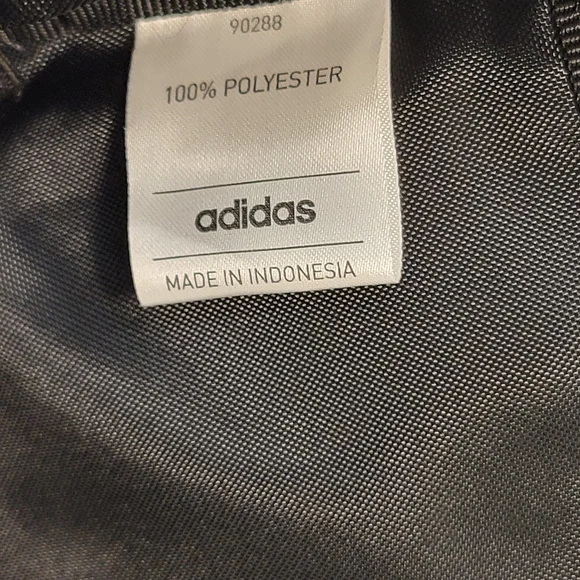 90288
100% POLYESTER
adidas
MADE IN INDONESIA